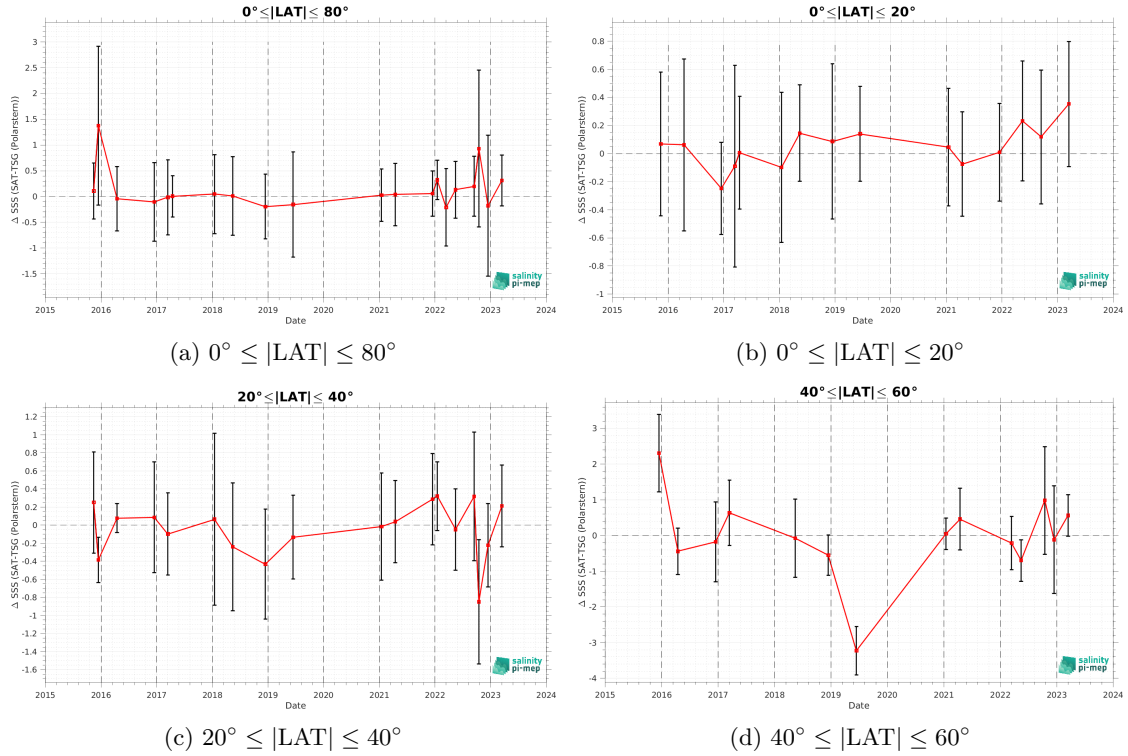 0°≤|LAT|≤ 80°
Δ SSS (SAT-TSG (Polarstern))
3
2.5
2
1.5
1
0.5
0
-0.5
-1
-1.5
2015 2016 2017 2018 2019 2020 2021 2022 2023 2024
Date
salinity
pi-mep
(a) 0° ≤ |LAT| ≤ 80°
0°≤|LAT|≤ 20°
Δ SSS (SAT-TSG (Polarstern))
0.8
0.6
0.4
0.2
0
-0.2
-0.4
-0.6
-0.8
-1
2015 2016 2017 2018 2019 2020 2021 2022 2023 2024
Date
salinity
pi-mep
(b) 0° ≤ |LAT| ≤ 20°
20°≤|LAT|≤ 40°
Δ SSS (SAT-TSG (Polarstern))
1.2
1
0.8
0.6
0.4
0.2
0
-0.2
-0.4
-0.6
-0.8
-1
-1.2
-1.4
-1.6
2015 2016 2017 2018 2019 2020 2021 2022 2023 2024
Date
salinity
pi-mep
(c) 20° ≤ |LAT| ≤ 40°
40°≤|LAT|≤ 60°
Δ SSS (SAT-TSG (Polarstern))
3
2
1
0
-1
-2
-3
-4
2015 2016 2017 2018 2019 2020 2021 2022 2023 2024
Date
salinity
pi-mep
(d) 40° ≤ |LAT| ≤ 60°